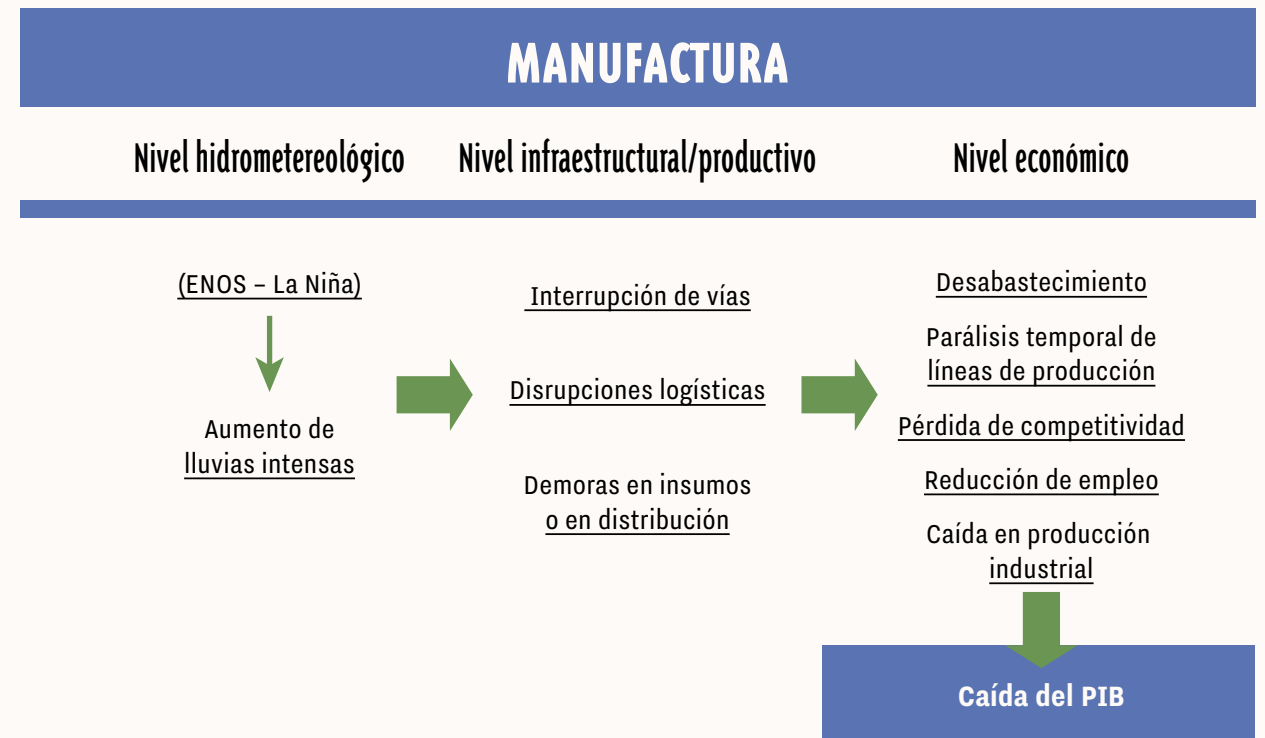 MANUFACTURA
Nivel hidrometereológico
Nivel infraestructural/productivo
Nivel económico
(ENOS – La Niña)
Aumento de
lluvias intensas
Interrupción de vías
Disrupciones logísticas
Demoras en insumos
o en distribución
Desabastecimiento
Parálisis temporal de
líneas de producción
Pérdida de competitividad
Reducción de empleo
Caída en producción
industrial
Caída del PIB